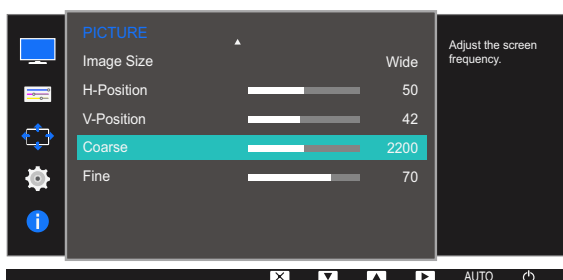 PICTURE
Image Size Wide
H-Position 50
V-Position 42
Coarse 2200
Fine 70
Adjust the screen
frequency.
AUTO